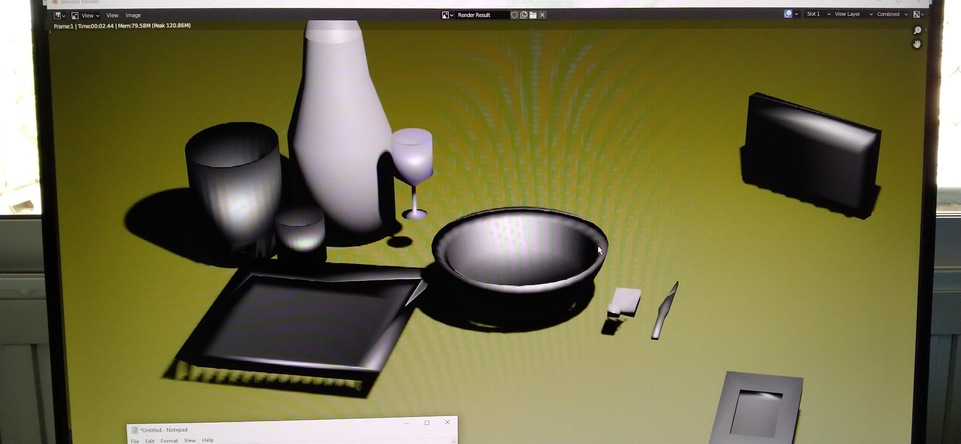 Blender Render
View View Image Render Result Slot 1 View Layer Combined
Frame:1 | Time:00:02.44 | Mem:79.58M (Peak 120.86M)
*Untitled - Notepad
File Edit Format View Help